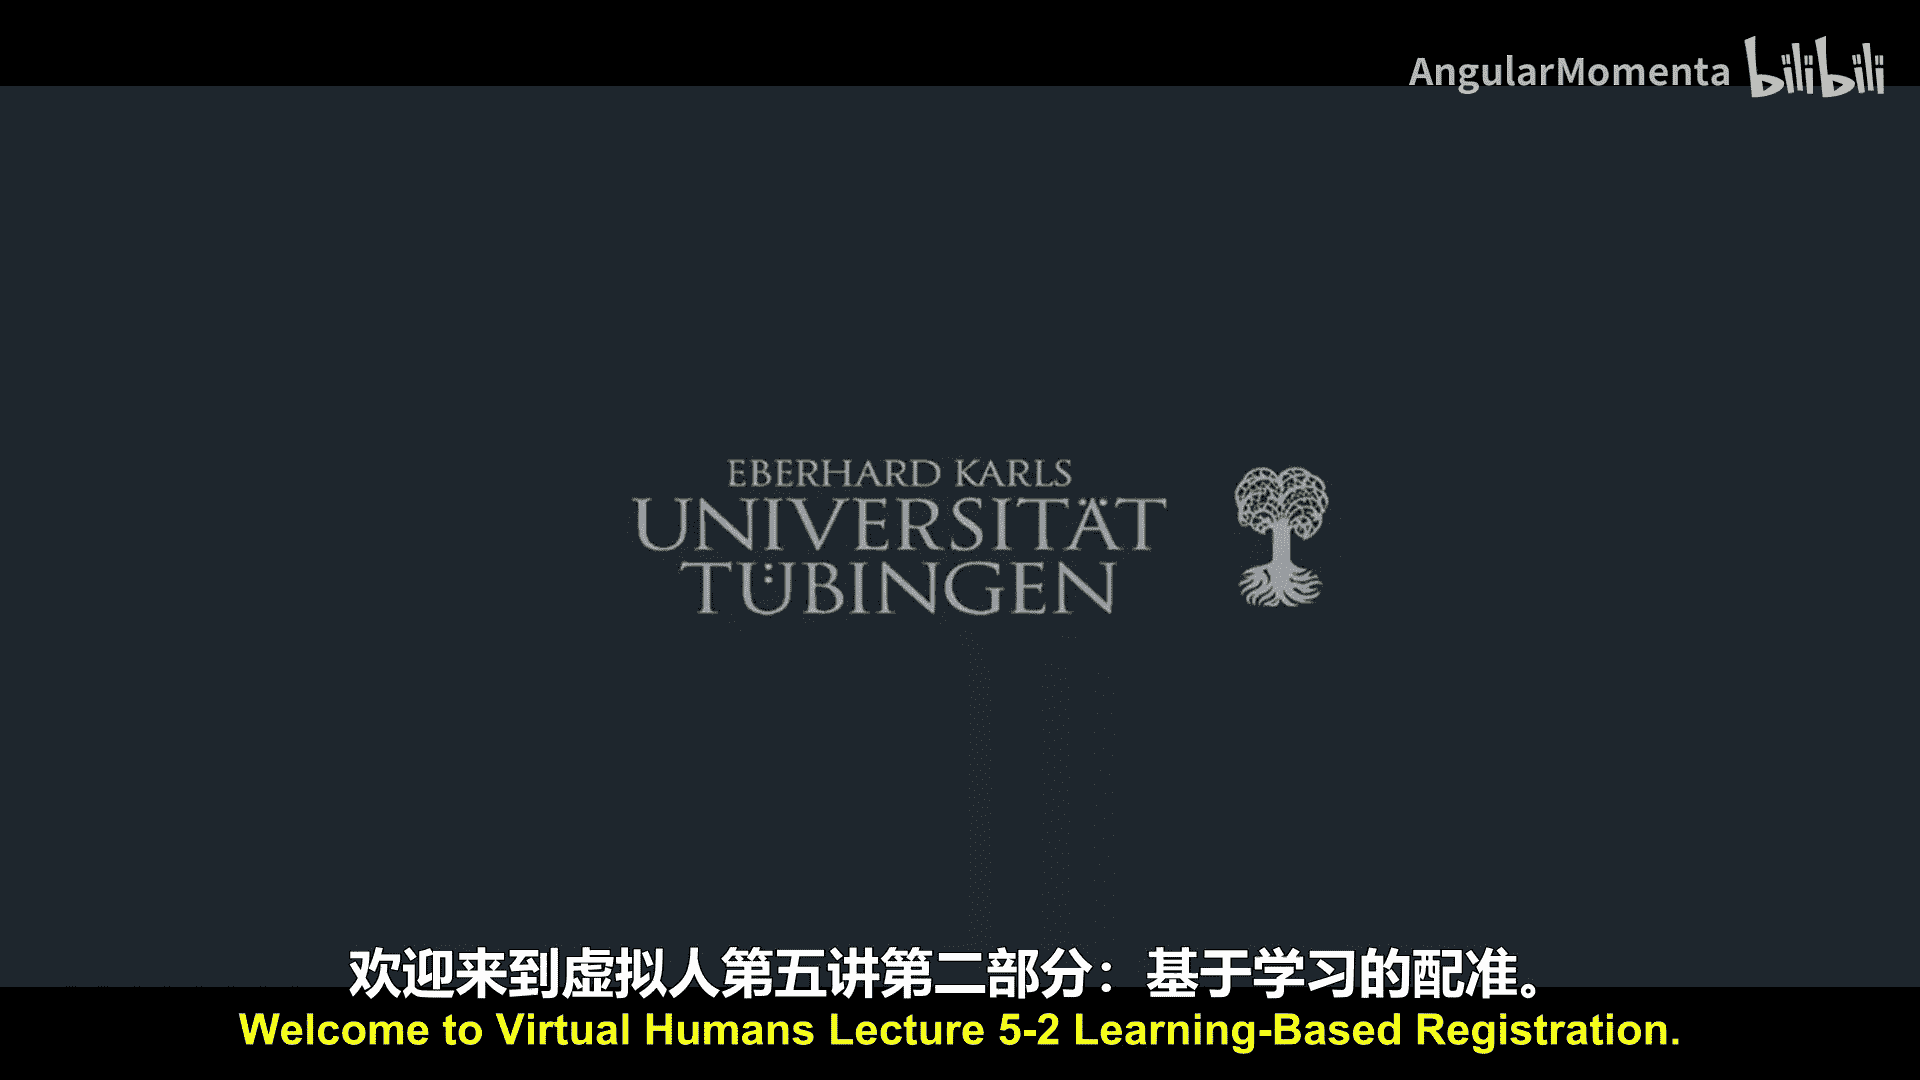 AngularMomenta bilibili
EBERHARD KARLS
UNIVERSITÄT
TÜBINGEN
欢迎来到虚拟人第五讲第二部分：基于学习的配准。
Welcome to Virtual Humans Lecture 5-2 Learning-Based Registration.